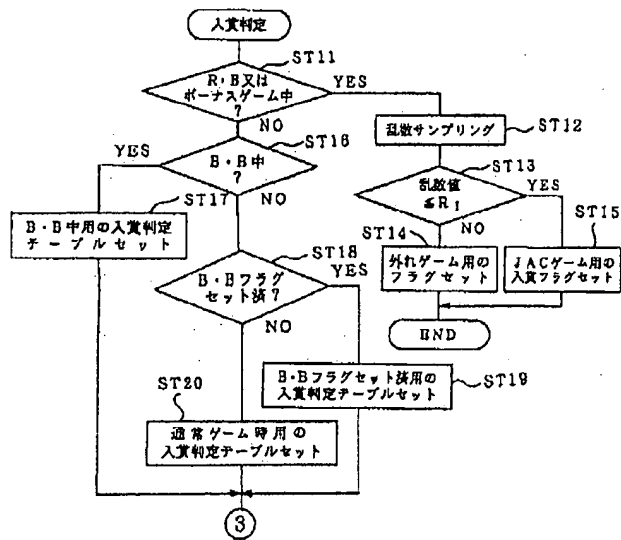 入賞判定
ST11
R・B又は
ボーナスゲーム中
?
YES
NO
ST12
乱数サンプリング
ST16
B・B中
?
YES
NO
ST13
乱数値
≦R1
YES
NO
ST17
B・B中用の入賞判定
テーブルセット
ST14
外れゲーム用の
フラグセット
ST15
JACゲーム用の
入賞フラグセット
ST18
B・Bフラグ
セット済?
YES
NO
END
ST19
B・Bフラグセット済用の
入賞判定テーブルセット
ST20
通常ゲーム時用の
入賞判定テーブルセット
3